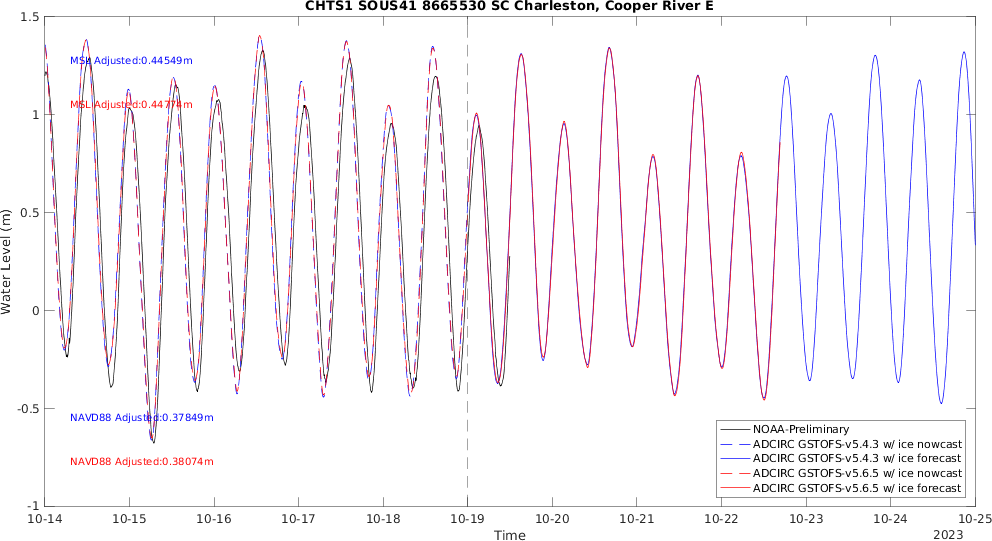 CHTS1 SOUS41 8665530 SC Charleston, Cooper River E
1.5
1
0.5
0
-0.5
-1
Water Level (m)
MSL Adjusted:0.44549m
MSL Adjusted:0.44774m
NAVD88 Adjusted:0.37849m
NAVD88 Adjusted:0.38074m
NOAA-Preliminary
ADCIRC GSTOFS-v5.4.3 w/ ice nowcast
ADCIRC GSTOFS-v5.4.3 w/ ice forecast
ADCIRC GSTOFS-v5.6.5 w/ ice nowcast
ADCIRC GSTOFS-v5.6.5 w/ ice forecast
10-14 10-15 10-16 10-17 10-18 10-19 10-20 10-21 10-22 10-23 10-24 10-25
Time
2023